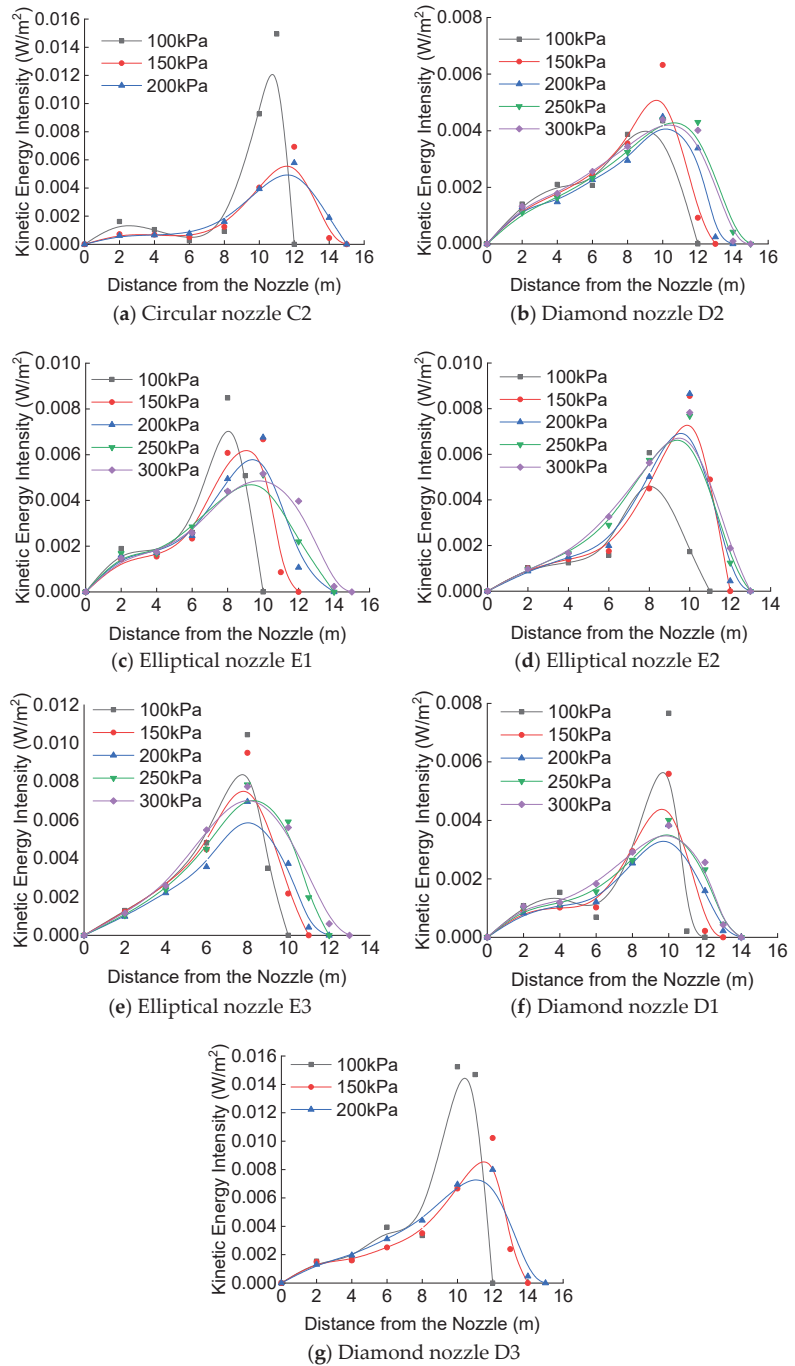 Kinetic Energy Intensity (W/m²)
0.016
0.014
0.012
0.010
0.008
0.006
0.004
0.002
0.000
100kPa
150kPa
200kPa
0 2 4 6 8 10 12 14 16
Distance from the Nozzle (m)
(a) Circular nozzle C2
Kinetic Energy Intensity (W/m²)
0.008
0.006
0.004
0.002
0.000
100kPa
150kPa
200kPa
250kPa
300kPa
0 2 4 6 8 10 12 14 16
Distance from the Nozzle (m)
(b) Diamond nozzle D2
Kinetic Energy Intensity (W/m²)
0.010
0.008
0.006
0.004
0.002
0.000
100kPa
150kPa
200kPa
250kPa
300kPa
0 2 4 6 8 10 12 14 16
Distance from the Nozzle (m)
(c) Elliptical nozzle E1
Kinetic Energy Intensity (W/m²)
0.010
0.008
0.006
0.004
0.002
0.000
100kPa
150kPa
200kPa
250kPa
300kPa
0 2 4 6 8 10 12 14
Distance from the Nozzle (m)
(d) Elliptical nozzle E2
Kinetic Energy Intensity (W/m²)
0.012
0.010
0.008
0.006
0.004
0.002
0.000
100kPa
150kPa
200kPa
250kPa
300kPa
0 2 4 6 8 10 12 14
Distance from the Nozzle (m)
(e) Elliptical nozzle E3
Kinetic Energy Intensity (W/m²)
0.008
0.006
0.004
0.002
0.000
100kPa
150kPa
200kPa
250kPa
300kPa
0 2 4 6 8 10 12 14 16
Distance from the Nozzle (m)
(f) Diamond nozzle D1
Kinetic Energy Intensity (W/m²)
0.016
0.014
0.012
0.010
0.008
0.006
0.004
0.002
0.000
100kPa
150kPa
200kPa
0 2 4 6 8 10 12 14 16
Distance from the Nozzle (m)
(g) Diamond nozzle D3